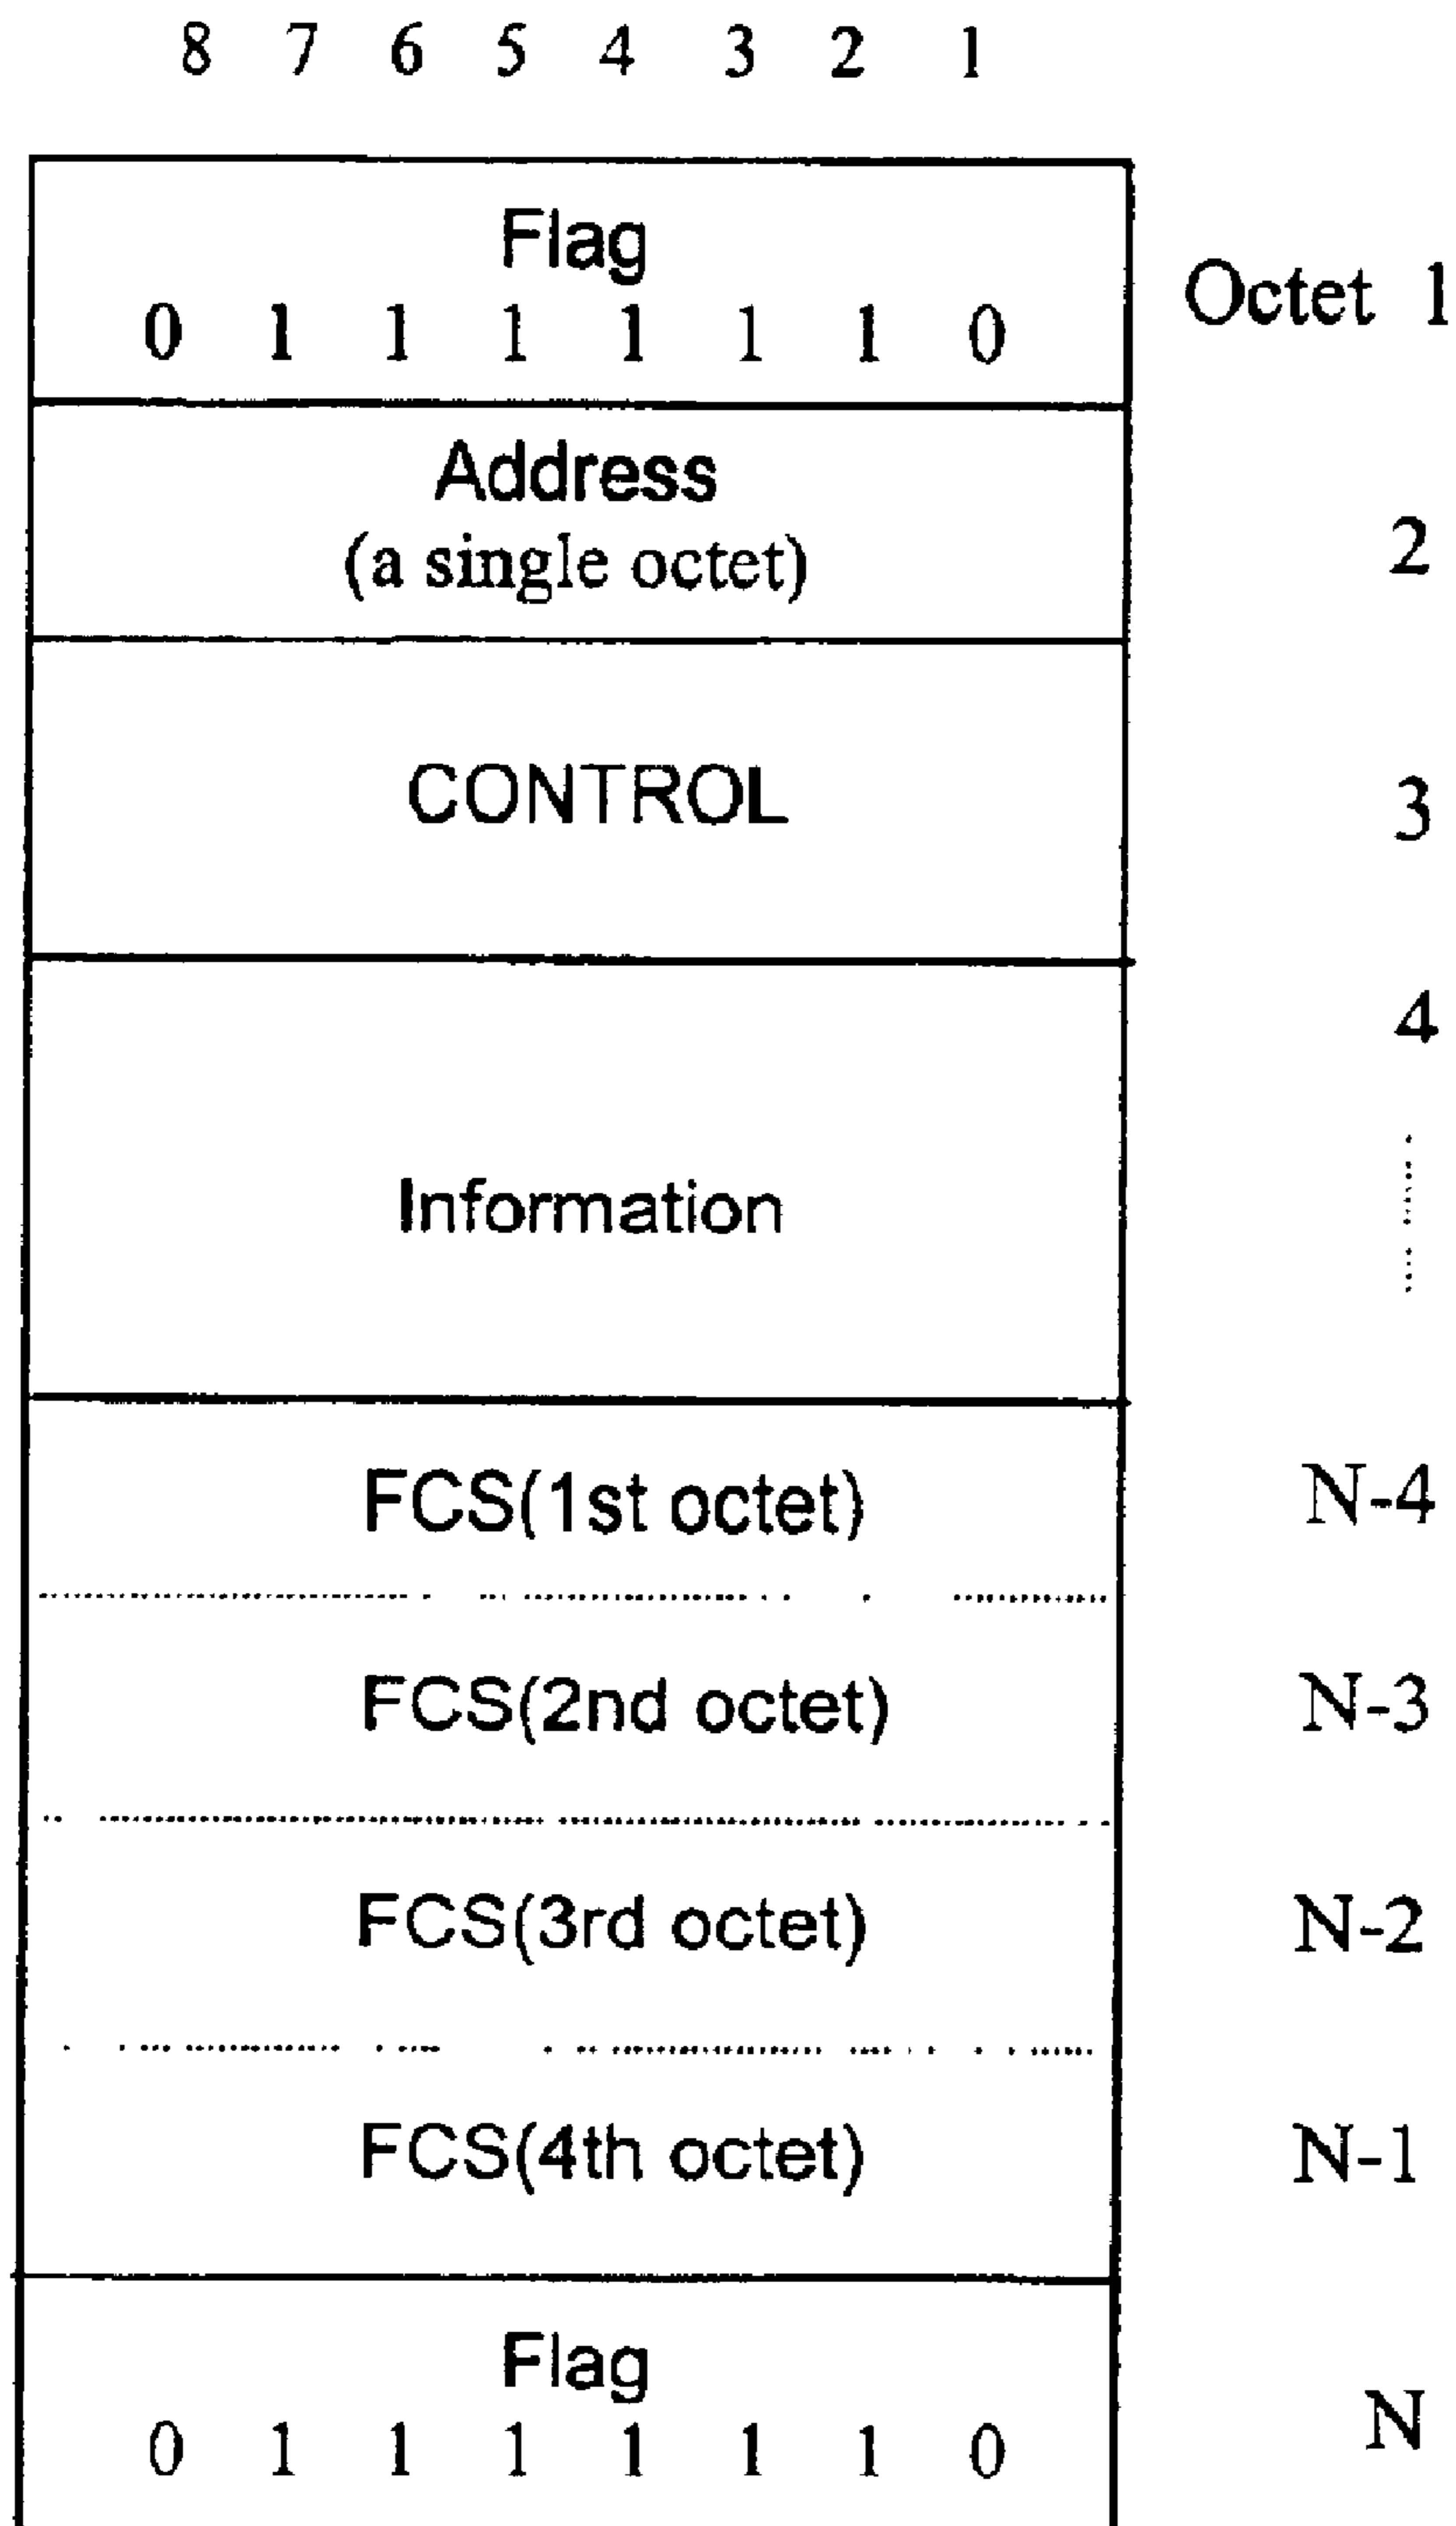 8 7 6 5 4 3 2 1
Flag
0 1 1 1 1 1 1 0
Octet 1
Address
(a single octet)
2
CONTROL
3
4
Information
FCS(1st octet)
N-4
FCS(2nd octet)
N-3
FCS(3rd octet)
N-2
FCS(4th octet)
N-1
Flag
0 1 1 1 1 1 1 0
N